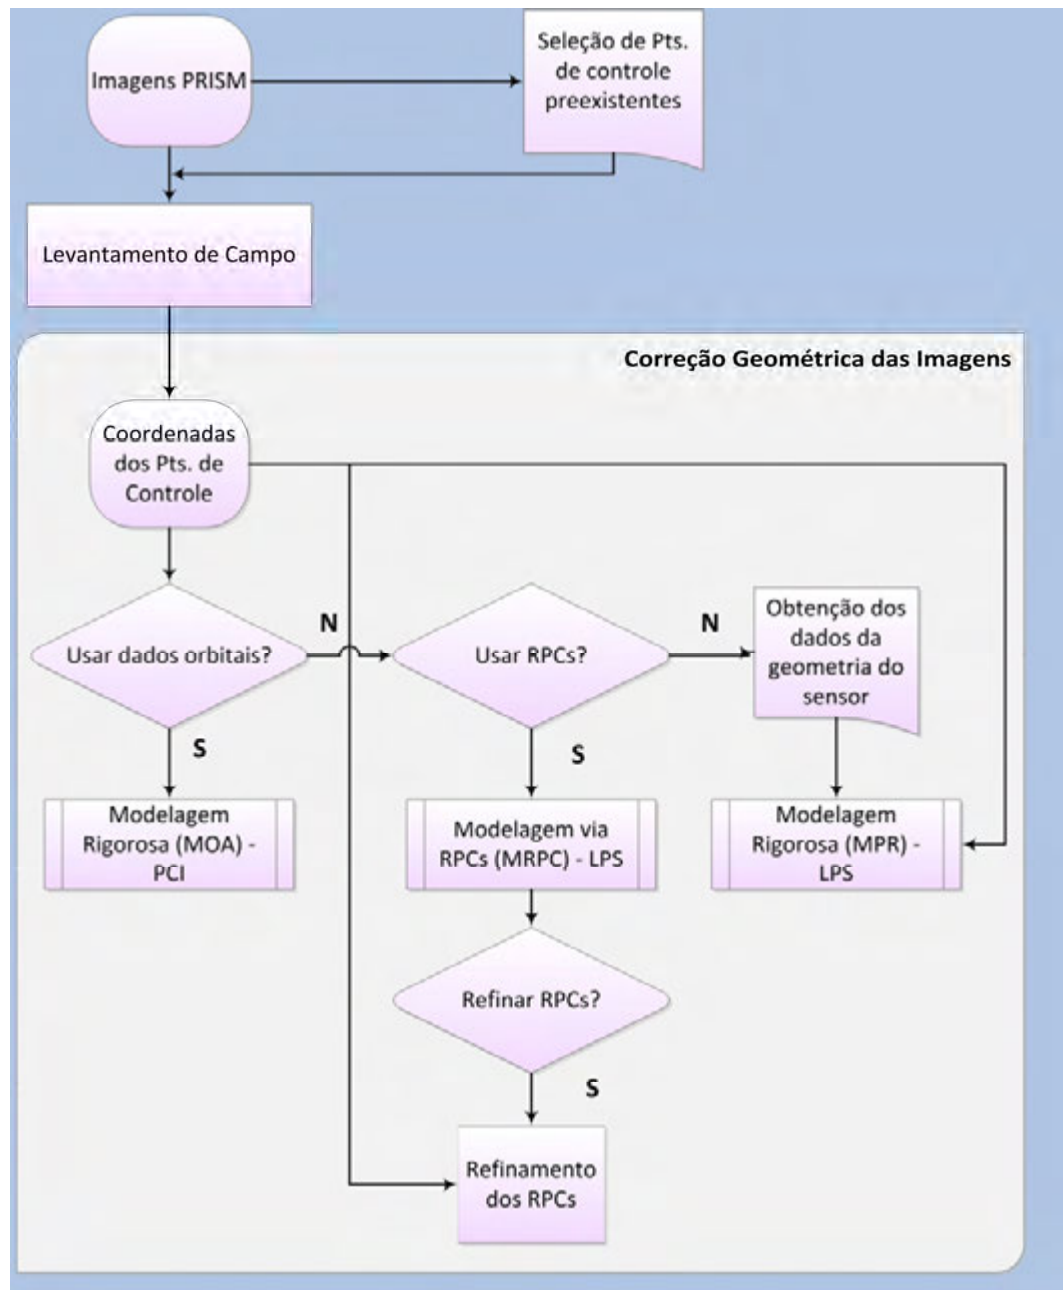 Imagens PRISM
Seleção de Pts.
de controle
preexistentes
Levantamento de Campo
Correção Geométrica das Imagens
Coordenadas
dos Pts. de
Controle
Usar dados orbitais?
N
Usar RPCs?
N
Obtenção dos
dados da
geometria do
sensor
S
S
Modelagem
Rigorosa (MOA) -
PCI
Modelagem via
RPCs (MRPC) - LPS
Modelagem
Rigorosa (MPR) -
LPS
Refinar RPCs?
S
Refinamento
dos RPCs